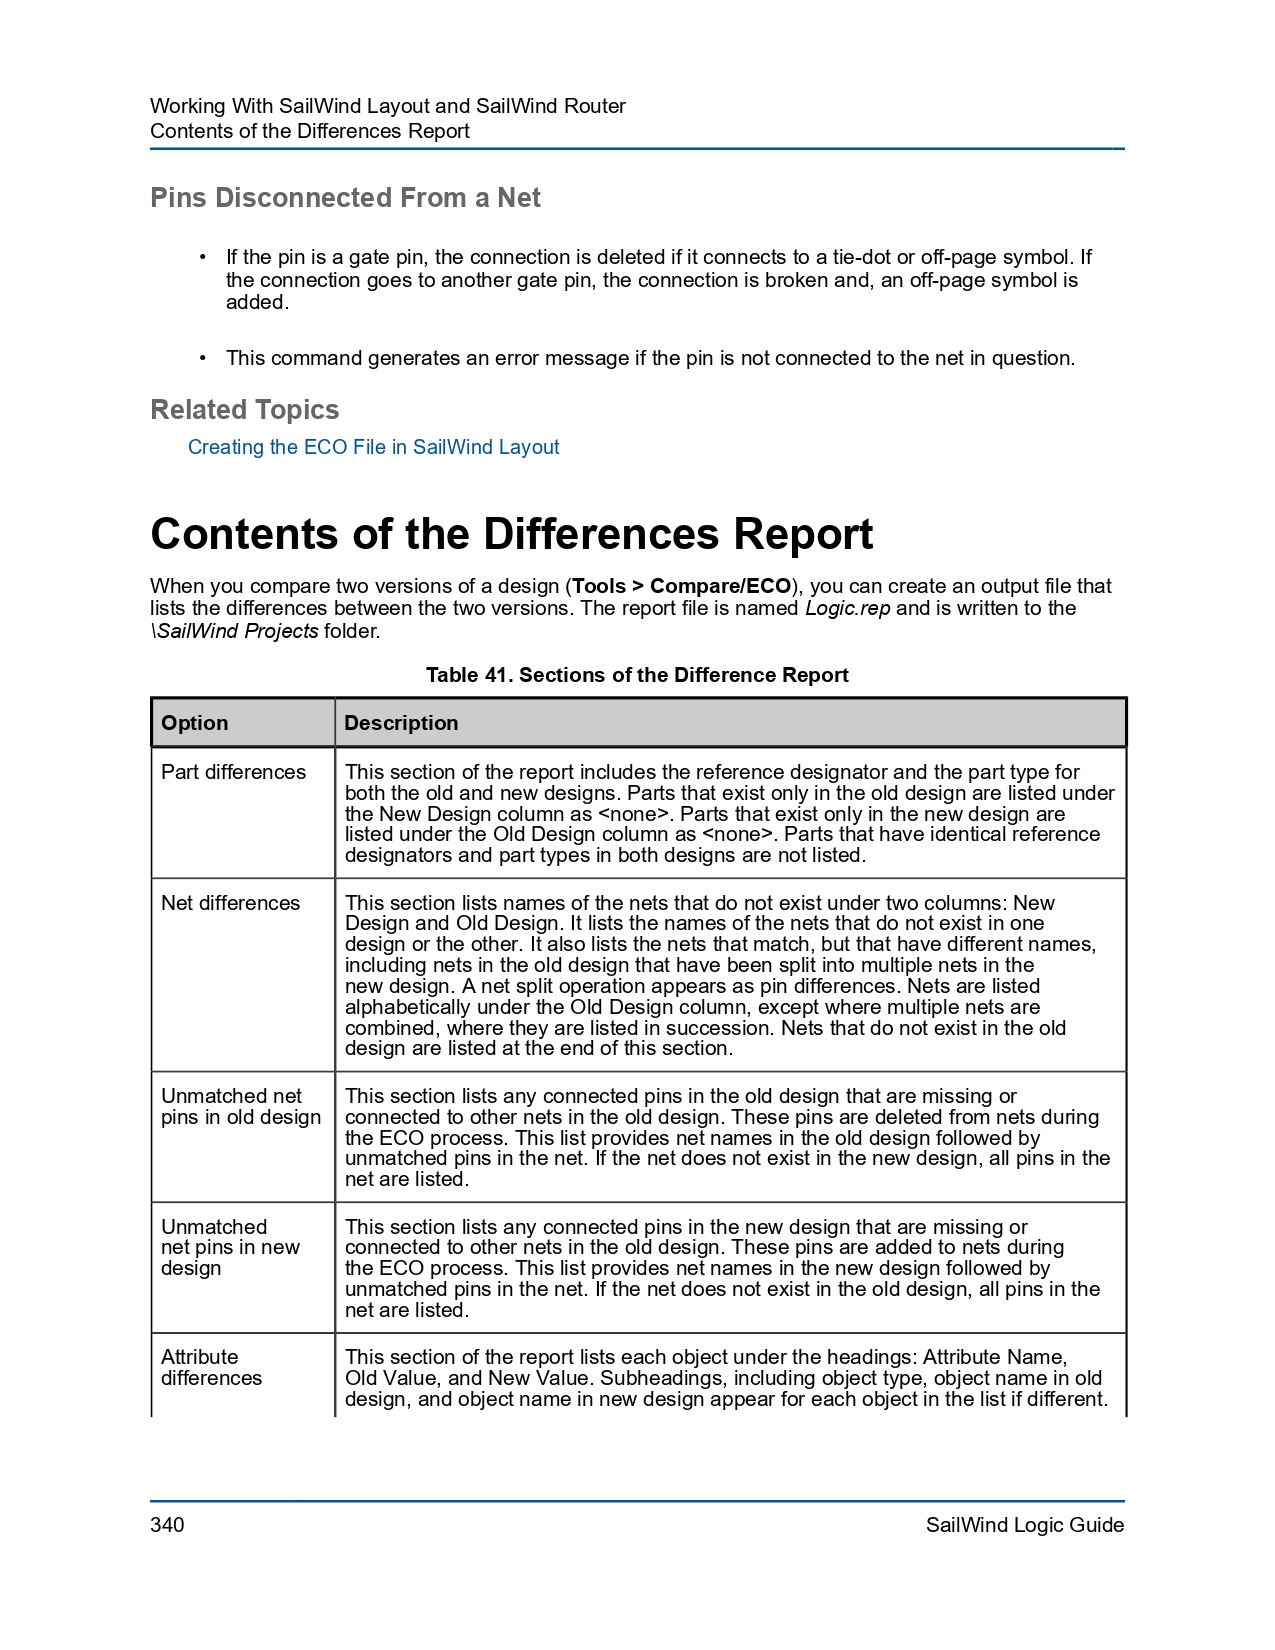 Working With SailWind Layout and SailWind Router
Contents of the Differences Report
Pins Disconnected From a Net
• If the pin is a gate pin, the connection is deleted if it connects to a tie-dot or off-page symbol. If
the connection goes to another gate pin, the connection is broken and, an off-page symbol is
added.
• This command generates an error message if the pin is not connected to the net in question.
Related Topics
Creating the ECO File in SailWind Layout
Contents of the Differences Report
When you compare two versions of a design (Tools > Compare/ECO), you can create an output file that
lists the differences between the two versions. The report file is named Logic.rep and is written to the
\SailWind Projects folder.
Table 41. Sections of the Difference Report
Option Description
Part differences This section of the report includes the reference designator and the part type for
both the old and new designs. Parts that exist only in the old design are listed under
the New Design column as <none>. Parts that exist only in the new design are
listed under the Old Design column as <none>. Parts that have identical reference
designators and part types in both designs are not listed.
Net differences This section lists names of the nets that do not exist under two columns: New
Design and Old Design. It lists the names of the nets that do not exist in one
design or the other. It also lists the nets that match, but that have different names,
including nets in the old design that have been split into multiple nets in the
new design. A net split operation appears as pin differences. Nets are listed
alphabetically under the Old Design column, except where multiple nets are
combined, where they are listed in succession. Nets that do not exist in the old
design are listed at the end of this section.
Unmatched net
pins in old design
This section lists any connected pins in the old design that are missing or
connected to other nets in the old design. These pins are deleted from nets during
the ECO process. This list provides net names in the old design followed by
unmatched pins in the net. If the net does not exist in the new design, all pins in the
net are listed.
Unmatched
net pins in new
design
This section lists any connected pins in the new design that are missing or
connected to other nets in the old design. These pins are added to nets during
the ECO process. This list provides net names in the new design followed by
unmatched pins in the net. If the net does not exist in the old design, all pins in the
net are listed.
Attribute
differences
This section of the report lists each object under the headings: Attribute Name,
Old Value, and New Value. Subheadings, including object type, object name in old
design, and object name in new design appear for each object in the list if different.
340 SailWind Logic Guide